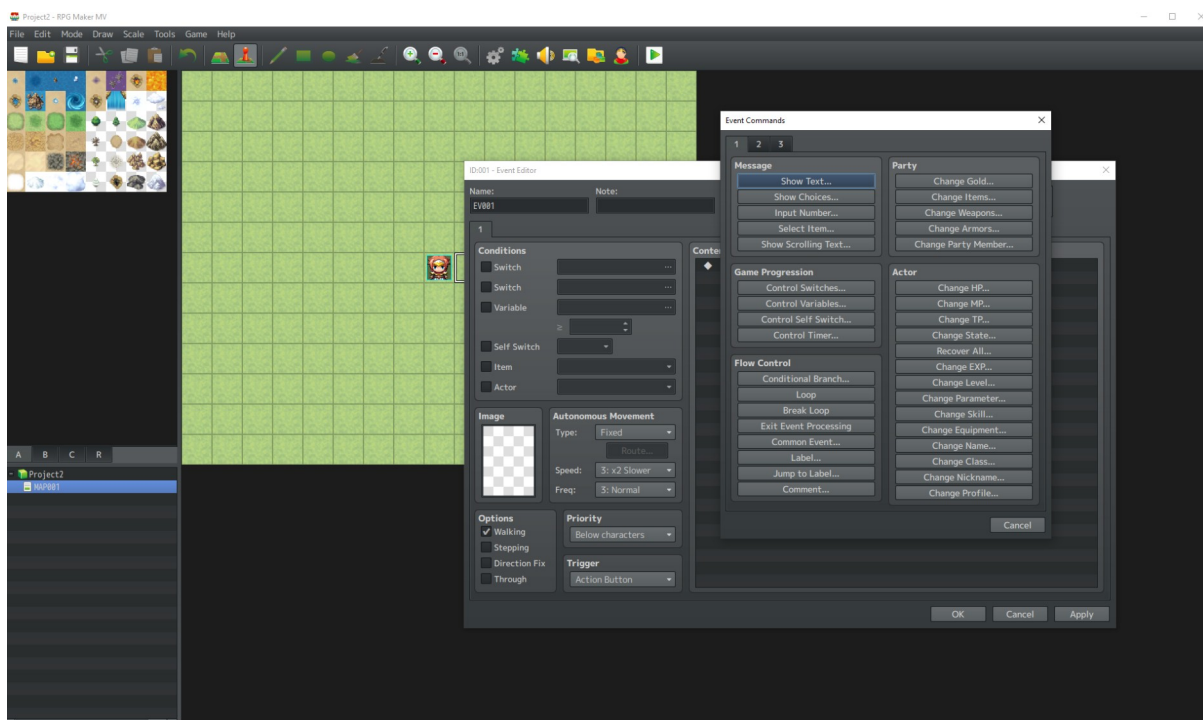 Project2 - RPG Maker MV
File Edit Mode Draw Scale Tools Game Help
A B C R
Project2
MAP001
ID:001 - Event Editor
Name:
Note:
EV001
1
Conditions
Switch
Switch
Variable
≥
Self Switch
Item
Actor
Image
Autonomous Movement
Type: Fixed
Route...
Speed: 3: x2 Slower
Freq: 3: Normal
Options
Walking
Stepping
Direction Fix
Through
Priority
Below characters
Trigger
Action Button
Conte
OK Cancel Apply
Event Commands
1 2 3
Message
Show Text...
Show Choices...
Input Number...
Select Item...
Show Scrolling Text...
Game Progression
Control Switches...
Control Variables...
Control Self Switch...
Control Timer...
Flow Control
Conditional Branch...
Loop
Break Loop
Exit Event Processing
Common Event...
Label...
Jump to Label...
Comment...
Party
Change Gold...
Change Items...
Change Weapons...
Change Armors...
Change Party Member...
Actor
Change HP...
Change MP...
Change TP...
Change State...
Recover All...
Change EXP...
Change Level...
Change Parameter...
Change Skill...
Change Equipment...
Change Name...
Change Class...
Change Nickname...
Change Profile...
Cancel